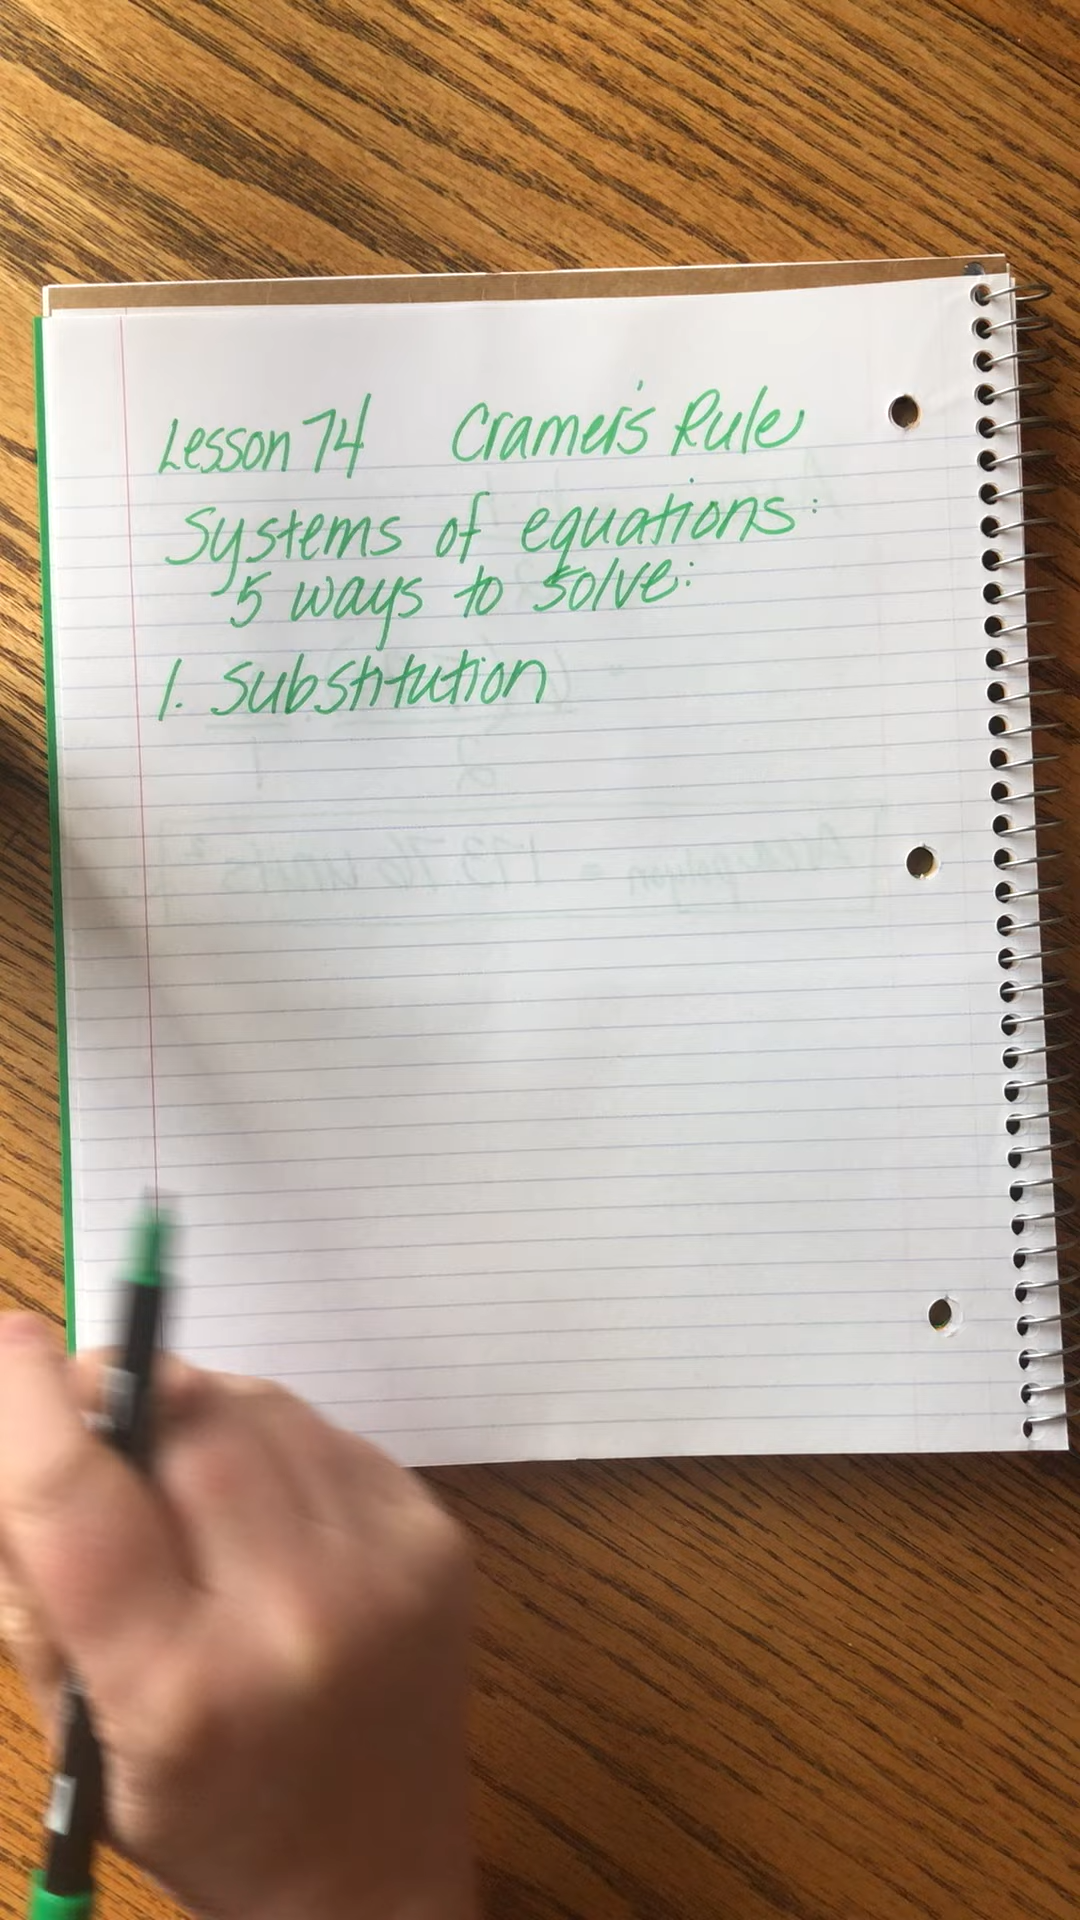 Lesson 74 Cramer's Rule
Systems of equations:
5 ways to solve:
1. Substitution